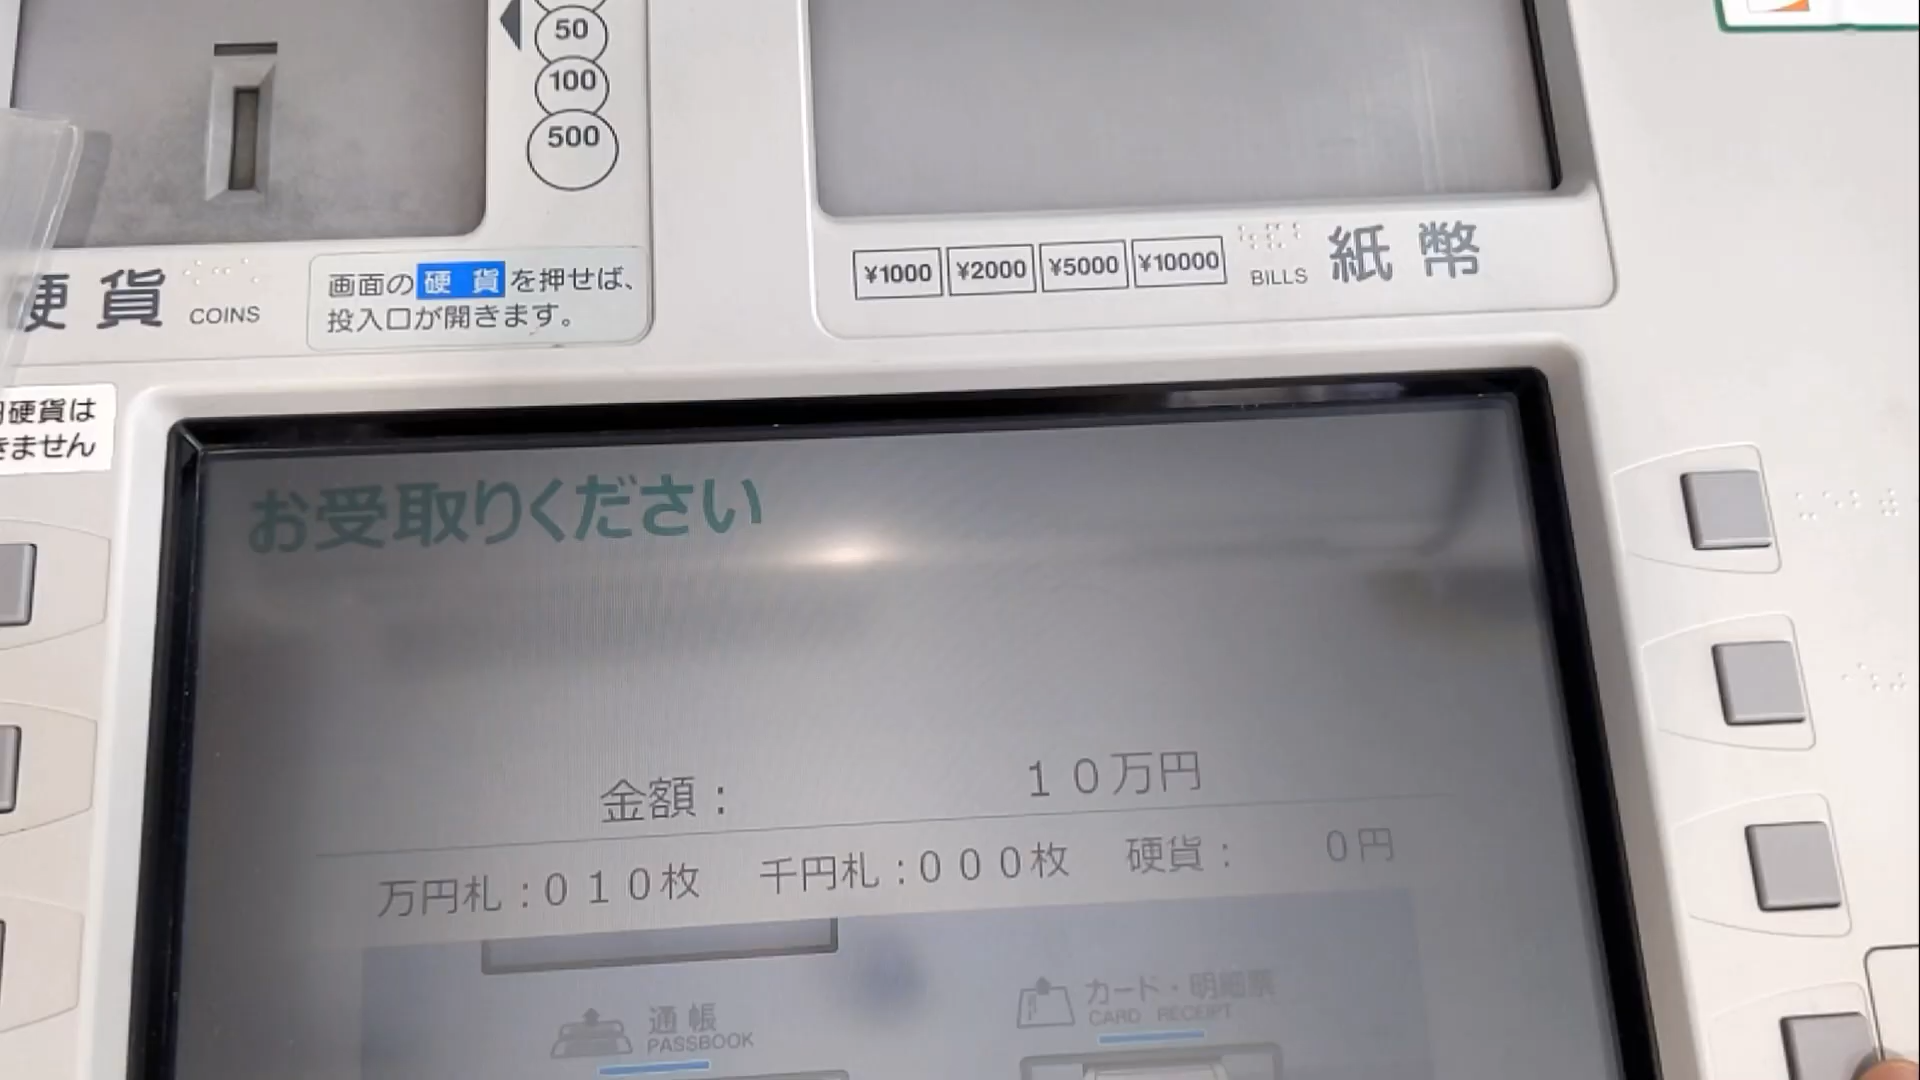 50
100
500
硬貨 COINS
画面の硬貨を押せば、
投入口が開きます。
¥1000 ¥2000 ¥5000 ¥10000 BILLS 紙幣
硬貨は
きません
お受取りください
金額： １０万円
万円札：０１０枚 千円札：０００枚 硬貨： ０円
通帳
PASSBOOK
カード・明細票
CARD RECEIPT